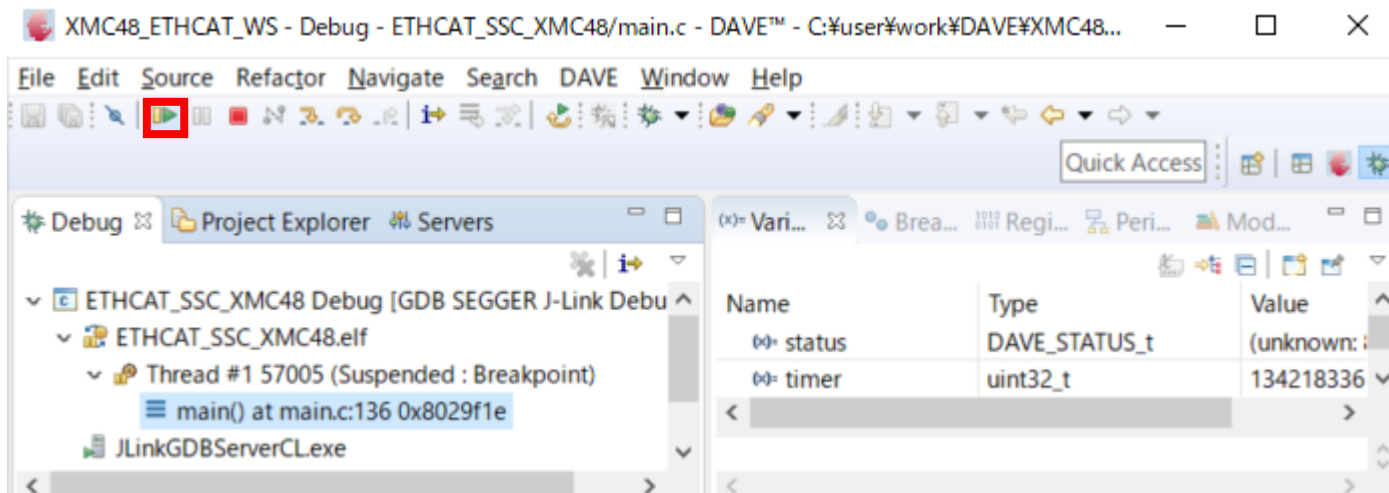 XMC48_ETHCAT_WS - Debug - ETHCAT_SSC_XMC48/main.c - DAVE™ - C:¥user¥work¥DAVE¥XMC48...
File Edit Source Refactor Navigate Search DAVE Window Help
Quick Access
Debug Project Explorer Servers
(x)= Vari... Brea... Regi... Peri... Mod...
ETHCAT_SSC_XMC48 Debug [GDB SEGGER J-Link Debu
ETHCAT_SSC_XMC48.elf
Thread #1 57005 (Suspended : Breakpoint)
main() at main.c:136 0x8029f1e
JLinkGDBServerCL.exe
Name Type Value
(x)= status DAVE_STATUS_t (unknown:
(x)= timer uint32_t 134218336